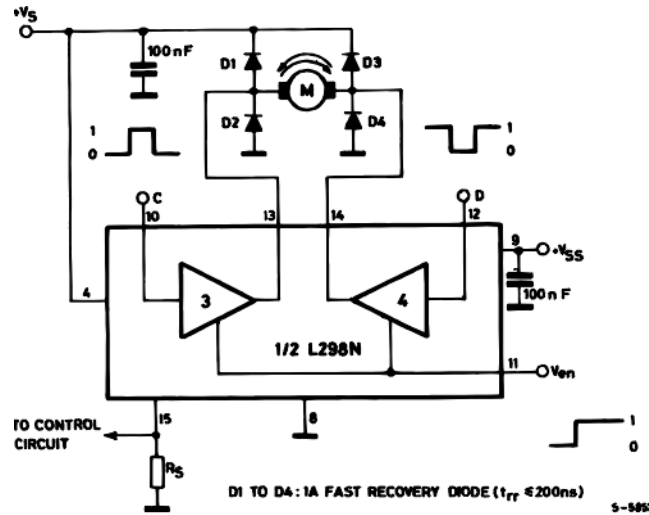 +Vs
100nF
D1
D3
M
D2
D4
1
0
1
0
C
D
10
13
14
12
9
+Vss
100nF
4
3
4
1/2 L298N
11
Ven
15
8
TO CONTROL
CIRCUIT
Rs
1
0
D1 TO D4 : 1A FAST RECOVERY DIODE (trr ≤ 200ns)